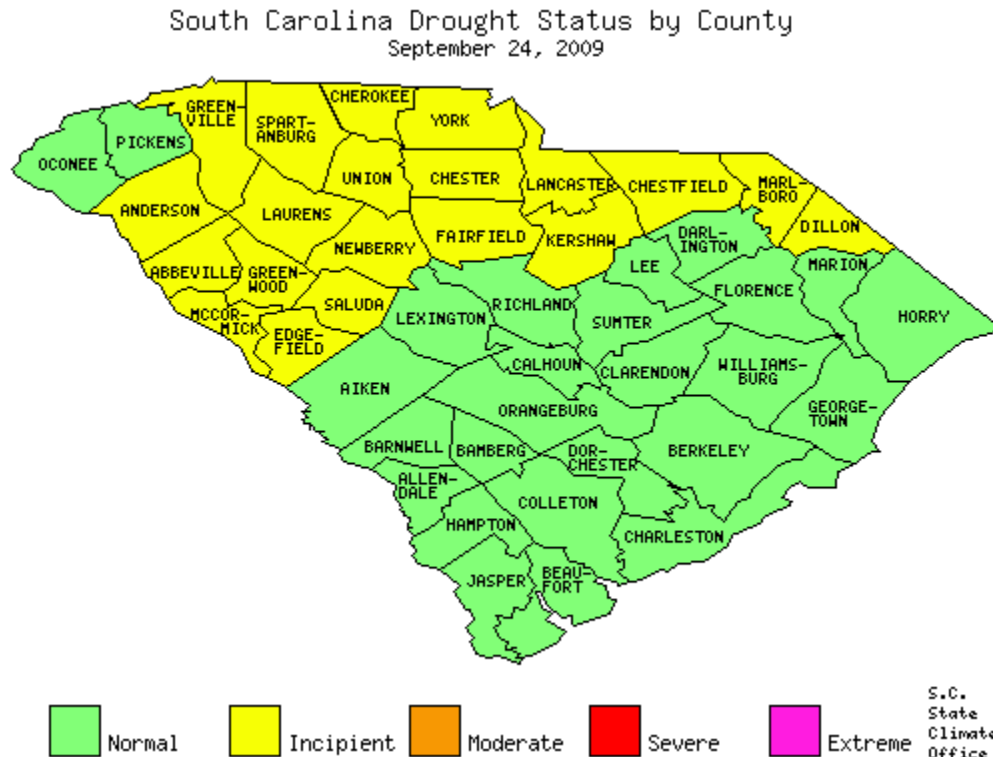 South Carolina Drought Status by County
September 24, 2009
CHEROKEE
GREEN-
VILLE
SPART-
ANBURG
YORK
PICKENS
OCONEE
UNION
CHESTER
LANCASTER
CHESTFIELD
MARL-
BORO
ANDERSON
LAURENS
DILLON
NEWBERRY
FAIRFIELD
KERSHAW
DARL-
INGTON
ABBEVILLE
GREEN-
WOOD
LEE
MARION
SALUDA
RICHLAND
FLORENCE
MCCOR-
MICK
LEXINGTON
SUMTER
HORRY
EDGE-
FIELD
CALHOUN
CLARENDON
WILLIAMS-
BURG
AIKEN
ORANGEBURG
GEORGE-
TOWN
BARNWELL
BAMBERG
DOR-
CHESTER
BERKELEY
ALLEN-
DALE
COLLETON
HAMPTON
CHARLESTON
JASPER
BEAU-
FORT
Normal
Incipient
Moderate
Severe
Extreme
S.C.
State
Climate
Office